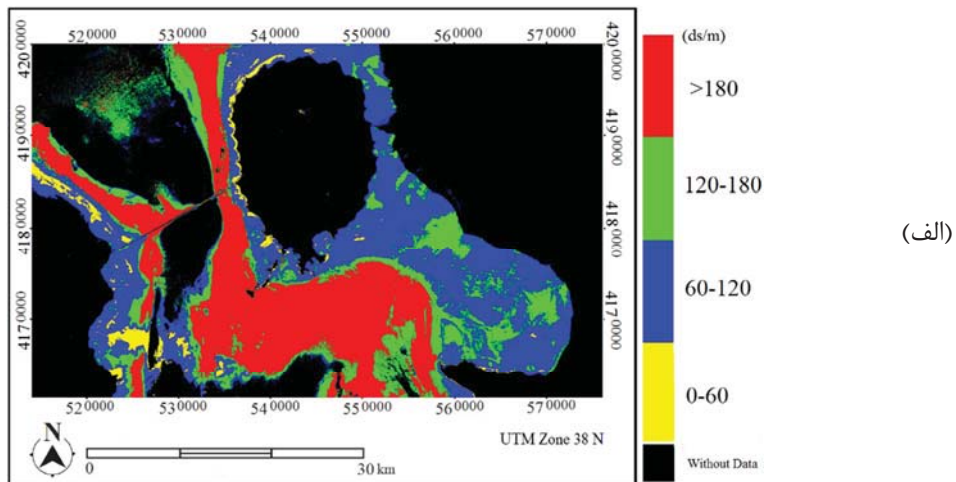 520000 530000 540000 550000 560000 570000
4200000 4190000 4180000 4170000
4200000 4190000 4180000 4170000
520000 530000 540000 550000 560000 570000
N
0 30 km
UTM Zone 38 N
(ds/m)
>180
120-180
60-120
0-60
Without Data
(الف)